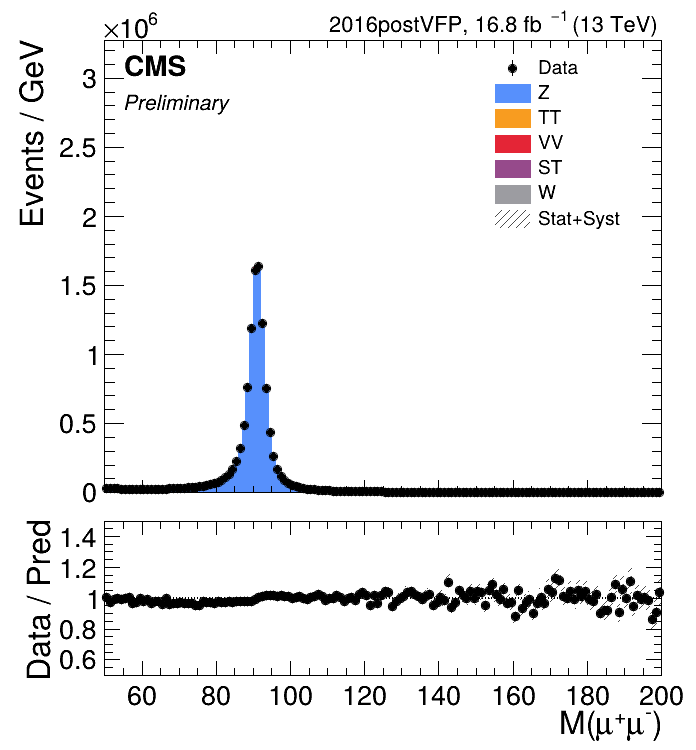 ×10⁶
2016postVFP, 16.8 fb ⁻¹ (13 TeV)
Events / GeV
CMS
Preliminary
Data
Z
TT
VV
ST
W
Stat+Syst
3
2.5
2
1.5
1
0.5
0
Data / Pred
1.4
1.2
1
0.8
0.6
60 80 100 120 140 160 180 200
M(μ⁺μ⁻)